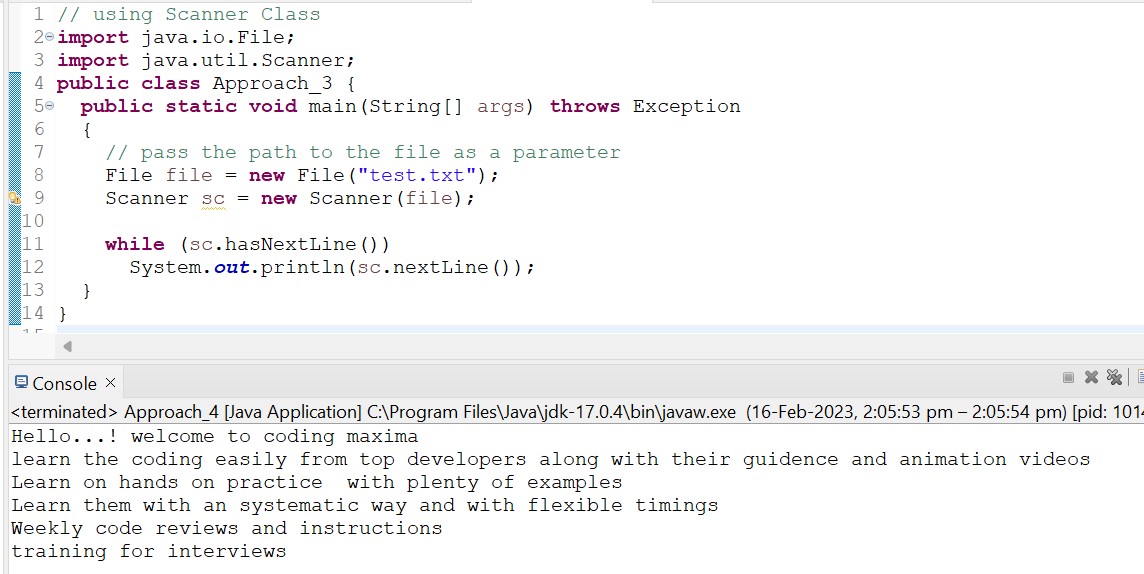 1 // using Scanner Class
2 import java.io.File;
3 import java.util.Scanner;
4 public class Approach_3 {
5 public static void main(String[] args) throws Exception
6 {
7 // pass the path to the file as a parameter
8 File file = new File("test.txt");
9 Scanner sc = new Scanner(file);
10
11 while (sc.hasNextLine())
12 System.out.println(sc.nextLine());
13 }
14 }
Console
<terminated> Approach_4 [Java Application] C:\Program Files\Java\jdk-17.0.4\bin\javaw.exe (16-Feb-2023, 2:05:53 pm – 2:05:54 pm) [pid: 1014
Hello...! welcome to coding maxima
learn the coding easily from top developers along with their guidence and animation videos
Learn on hands on practice  with plenty of examples
Learn them with an systematic way and with flexible timings
Weekly code reviews and instructions
training for interviews